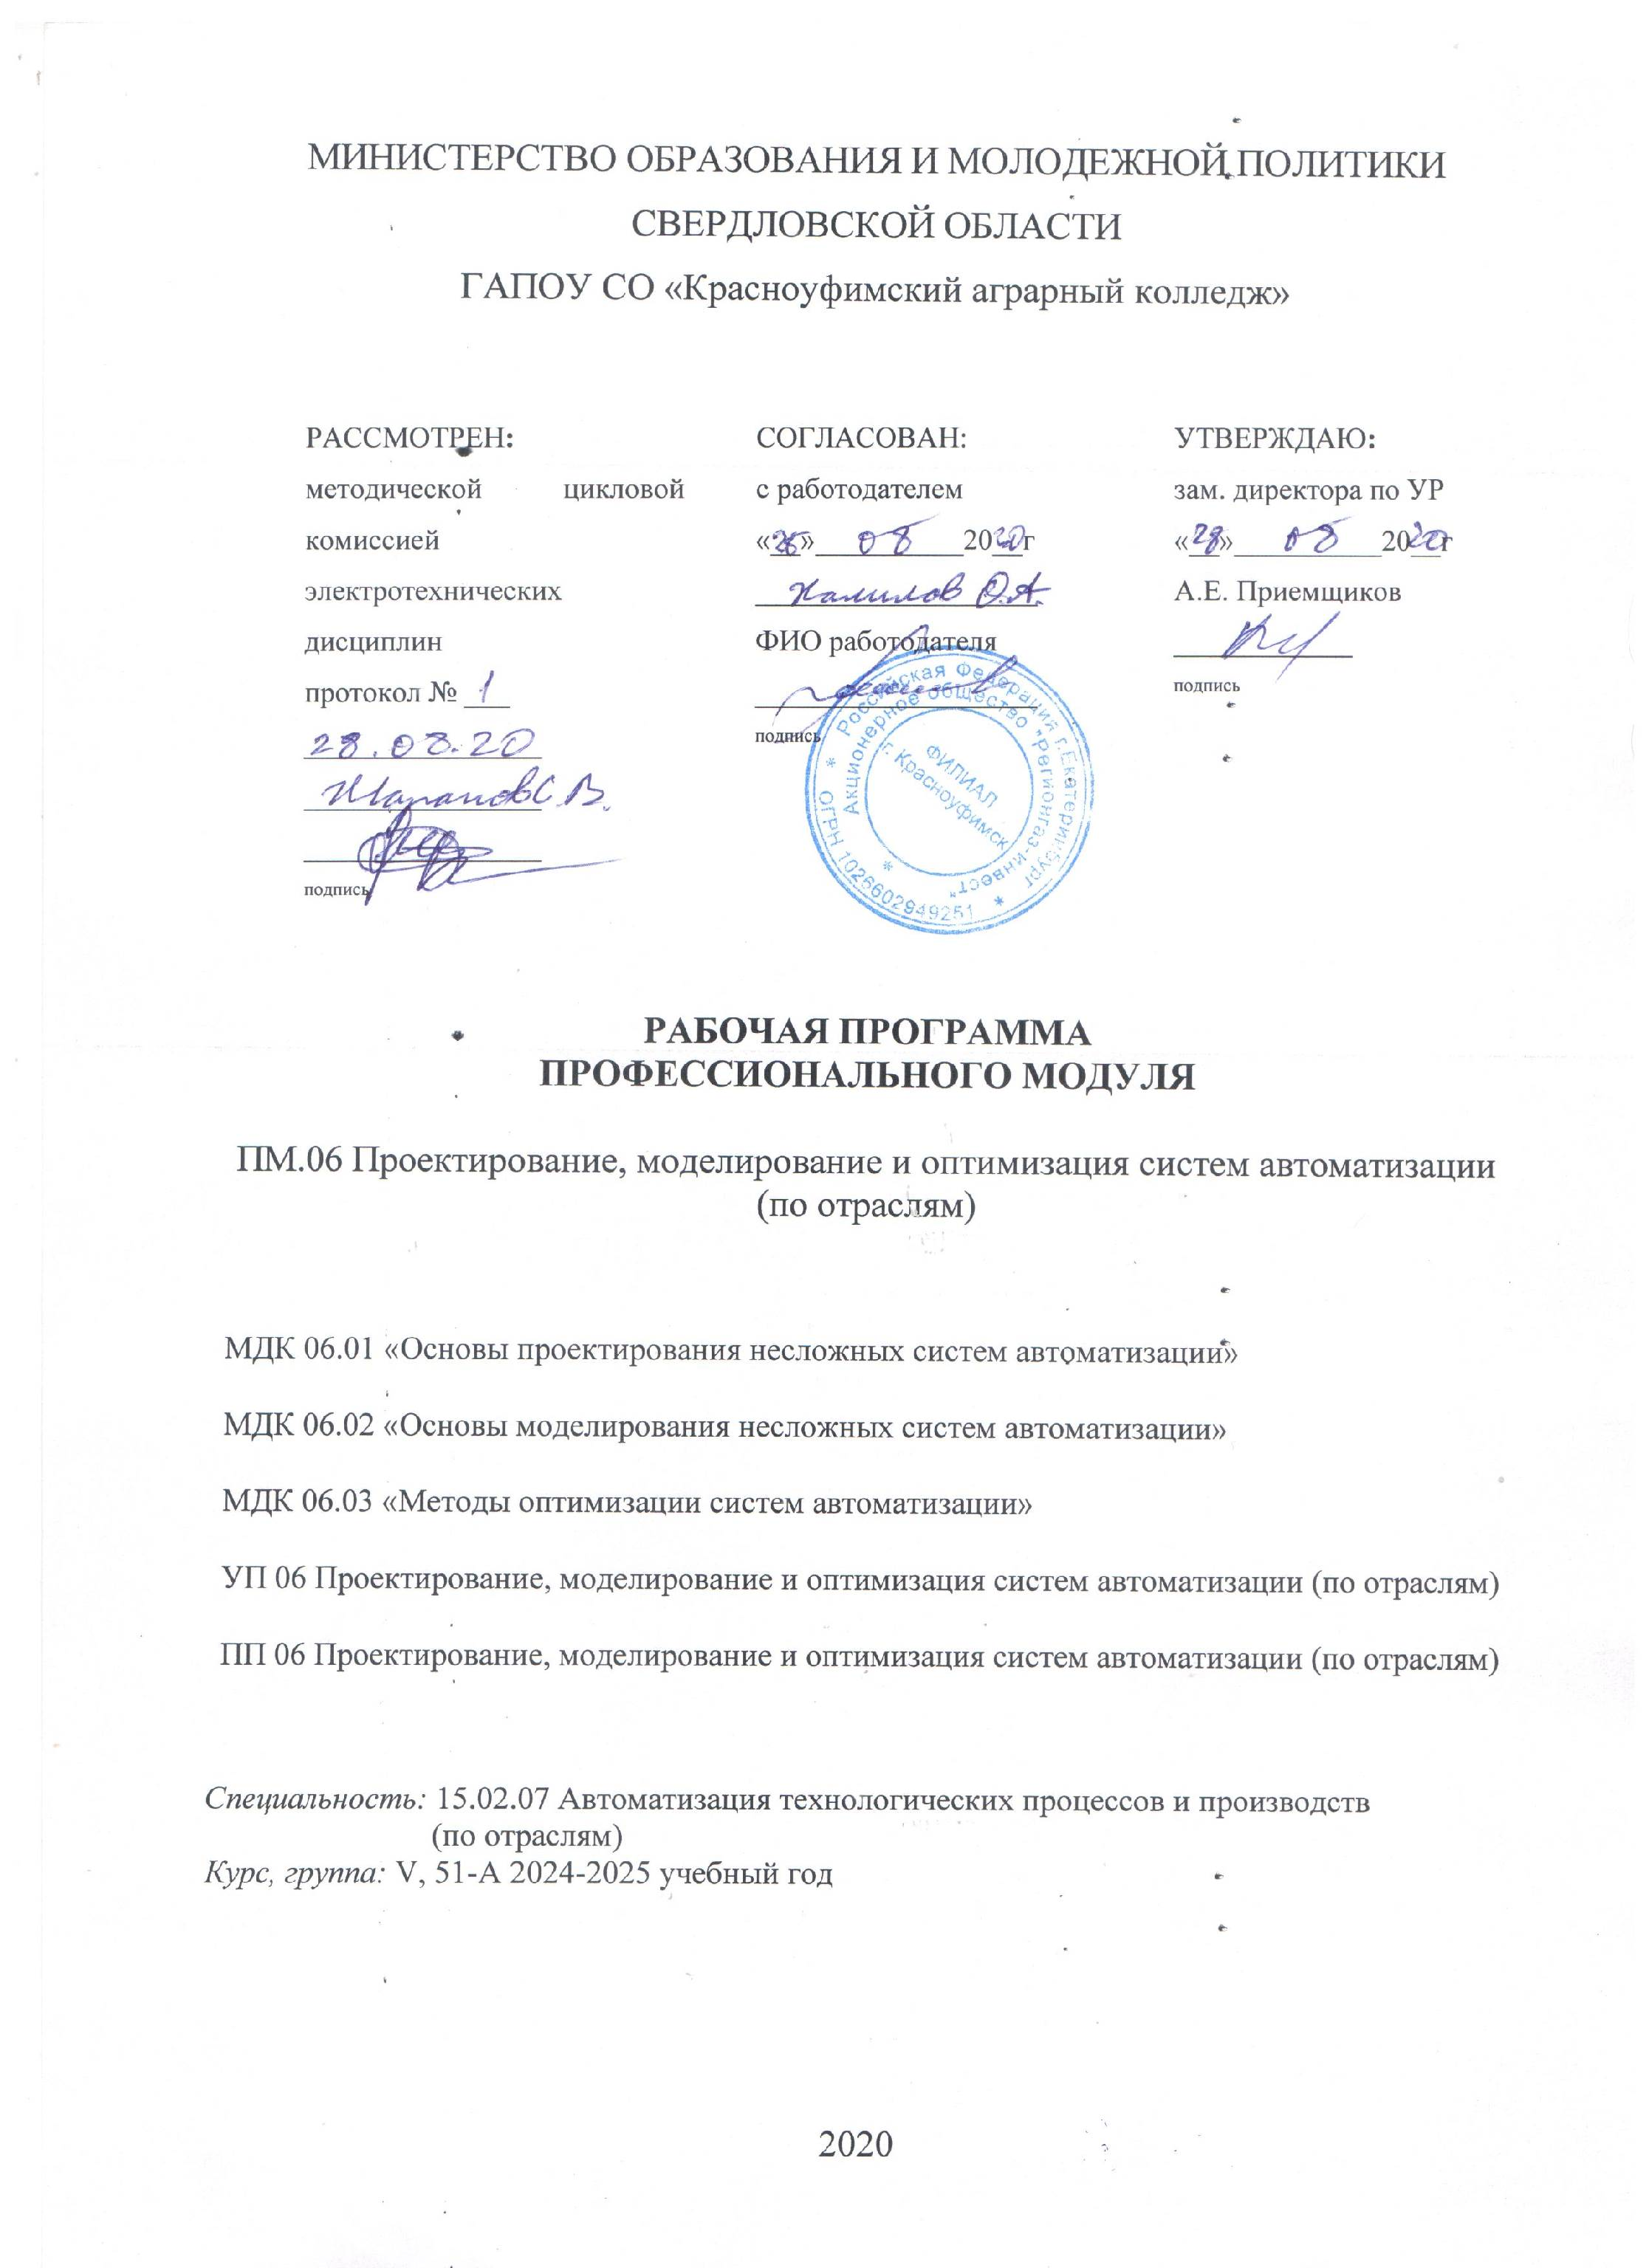 МИНИСТЕРСТВО ОБРАЗОВАНИЯ И МОЛОДЕЖНОЙ ПОЛИТИКИ
СВЕРДЛОВСКОЙ ОБЛАСТИ
ГАПОУ СО «Красноуфимский аграрный колледж»
РАССМОТРЕН:
методической цикловой
комиссией
электротехнических
дисциплин
протокол № 1
28.08.20
Шарапов С.В.
подпись
СОГЛАСОВАН:
с работодателем
«26» 08 2020г
Халилов О.А.
ФИО работодателя
подпись
Российская Федерация г.Екатеринбург
* ОГРН 1026602949251 *
Акционерное общество "Регионгаз-инвест" *
ФИЛИАЛ
г. Красноуфимск
УТВЕРЖДАЮ:
зам. директора по УР
«28» 08 2020г
А.Е. Приемщиков
подпись
РАБОЧАЯ ПРОГРАММА
ПРОФЕССИОНАЛЬНОГО МОДУЛЯ
ПМ.06 Проектирование, моделирование и оптимизация систем автоматизации
(по отраслям)
МДК 06.01 «Основы проектирования несложных систем автоматизации»
МДК 06.02 «Основы моделирования несложных систем автоматизации»
МДК 06.03 «Методы оптимизации систем автоматизации»
УП 06 Проектирование, моделирование и оптимизация систем автоматизации (по отраслям)
ПП 06 Проектирование, моделирование и оптимизация систем автоматизации (по отраслям)
Специальность: 15.02.07 Автоматизация технологических процессов и производств
(по отраслям)
Курс, группа: V, 51-А 2024-2025 учебный год
2020